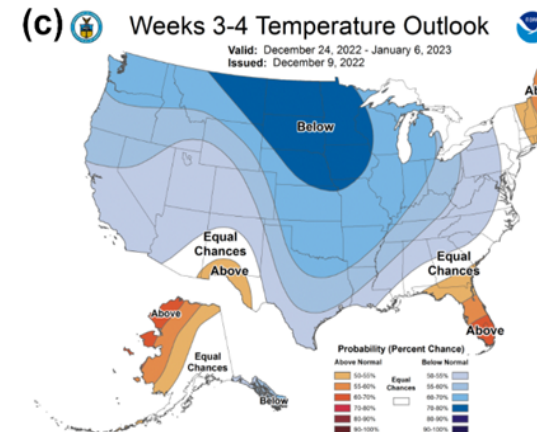 (c) Weeks 3-4 Temperature Outlook
Valid: December 24, 2022 - January 6, 2023
Issued: December 9, 2022
Below
Equal
Chances
Above
Equal
Chances
Above
Above
Equal
Chances
Below
Probability (Percent Chance)
Above Normal
Below Normal
Equal
Chances
50-55%
55-60%
60-70%
70-80%
80-90%
90-100%
50-55%
55-60%
60-70%
70-80%
80-90%
90-100%